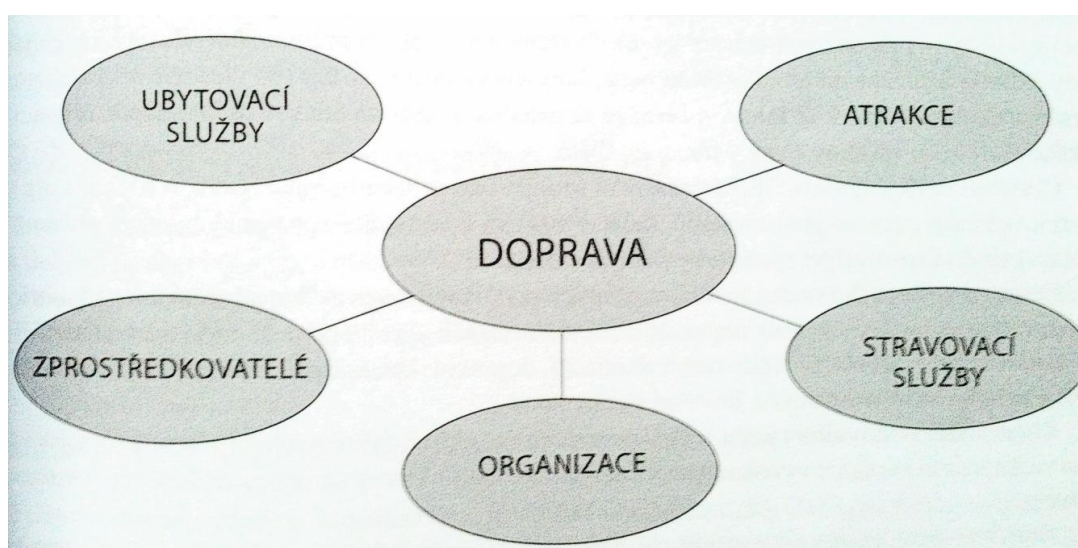 UBYTOVACÍ
SLUŽBY
ATRAKCE
DOPRAVA
ZPROSTŘEDKOVATELÉ
STRAVOVACÍ
SLUŽBY
ORGANIZACE